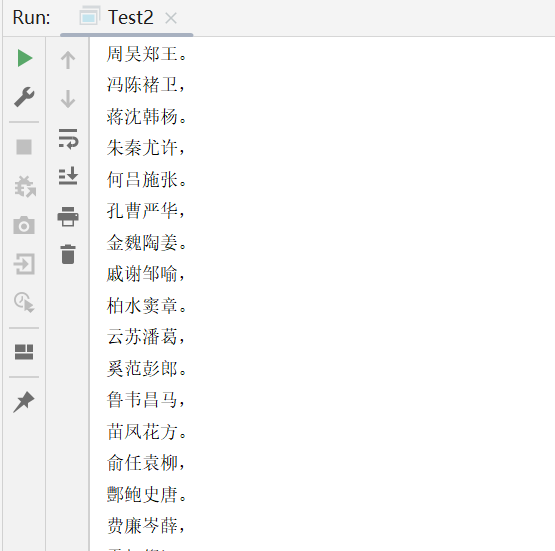 Run: Test2
周吴郑王。
冯陈褚卫，
蒋沈韩杨。
朱秦尤许，
何吕施张。
孔曹严华，
金魏陶姜。
戚谢邹喻，
柏水窦章。
云苏潘葛，
奚范彭郎。
鲁韦昌马，
苗凤花方。
俞任袁柳，
酆鲍史唐。
费廉岑薛，